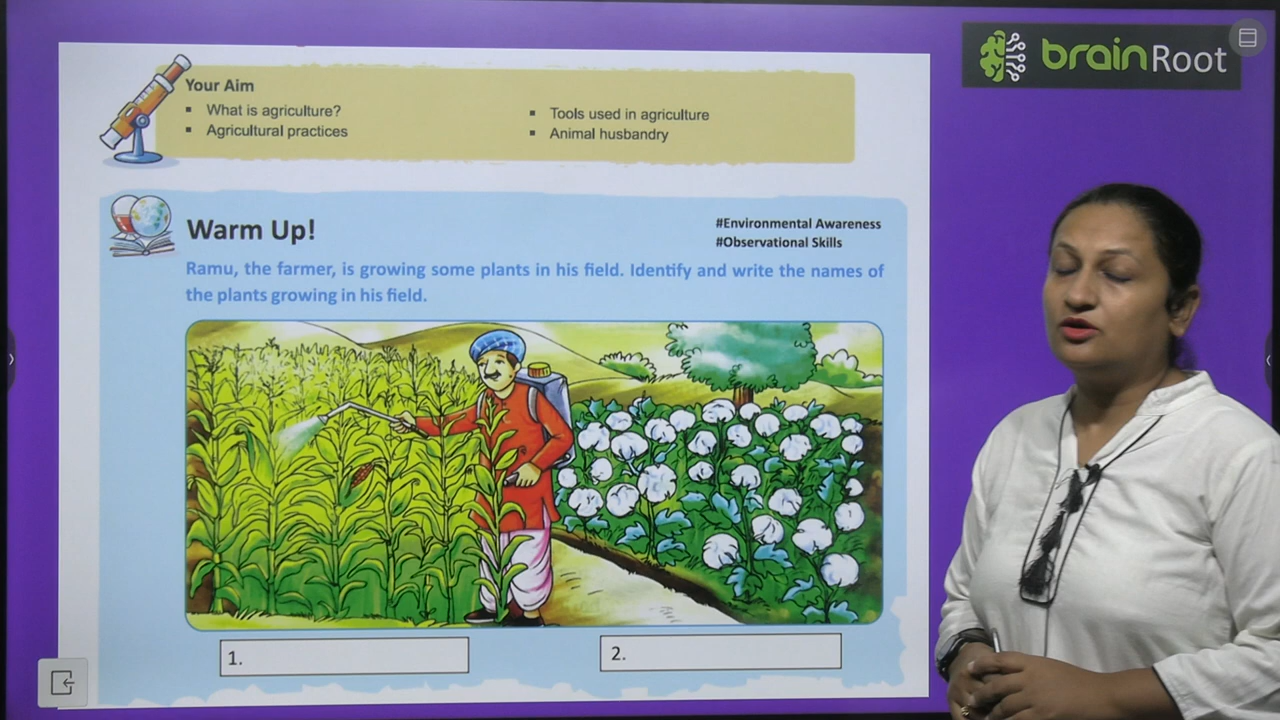 brainRoot
Your Aim
▪ What is agriculture?
▪ Agricultural practices
▪ Tools used in agriculture
▪ Animal husbandry
Warm Up!
#Environmental Awareness
#Observational Skills
Ramu, the farmer, is growing some plants in his field. Identify and write the names of
the plants growing in his field.
1.
2.